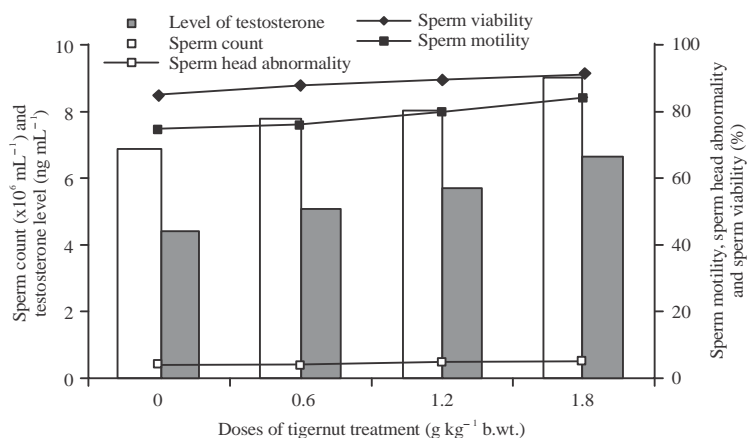 Level of testosterone
Sperm count
Sperm head abnormality
Sperm viability
Sperm motility
Sperm count (x10⁶ mL⁻¹) and
testosterone level (ng mL⁻¹)
10
8
6
4
2
0
100
80
60
40
20
0
Sperm motility, sperm head abnormality
and sperm viability (%)
0 0.6 1.2 1.8
Doses of tigernut treatment (g kg⁻¹ b.wt.)